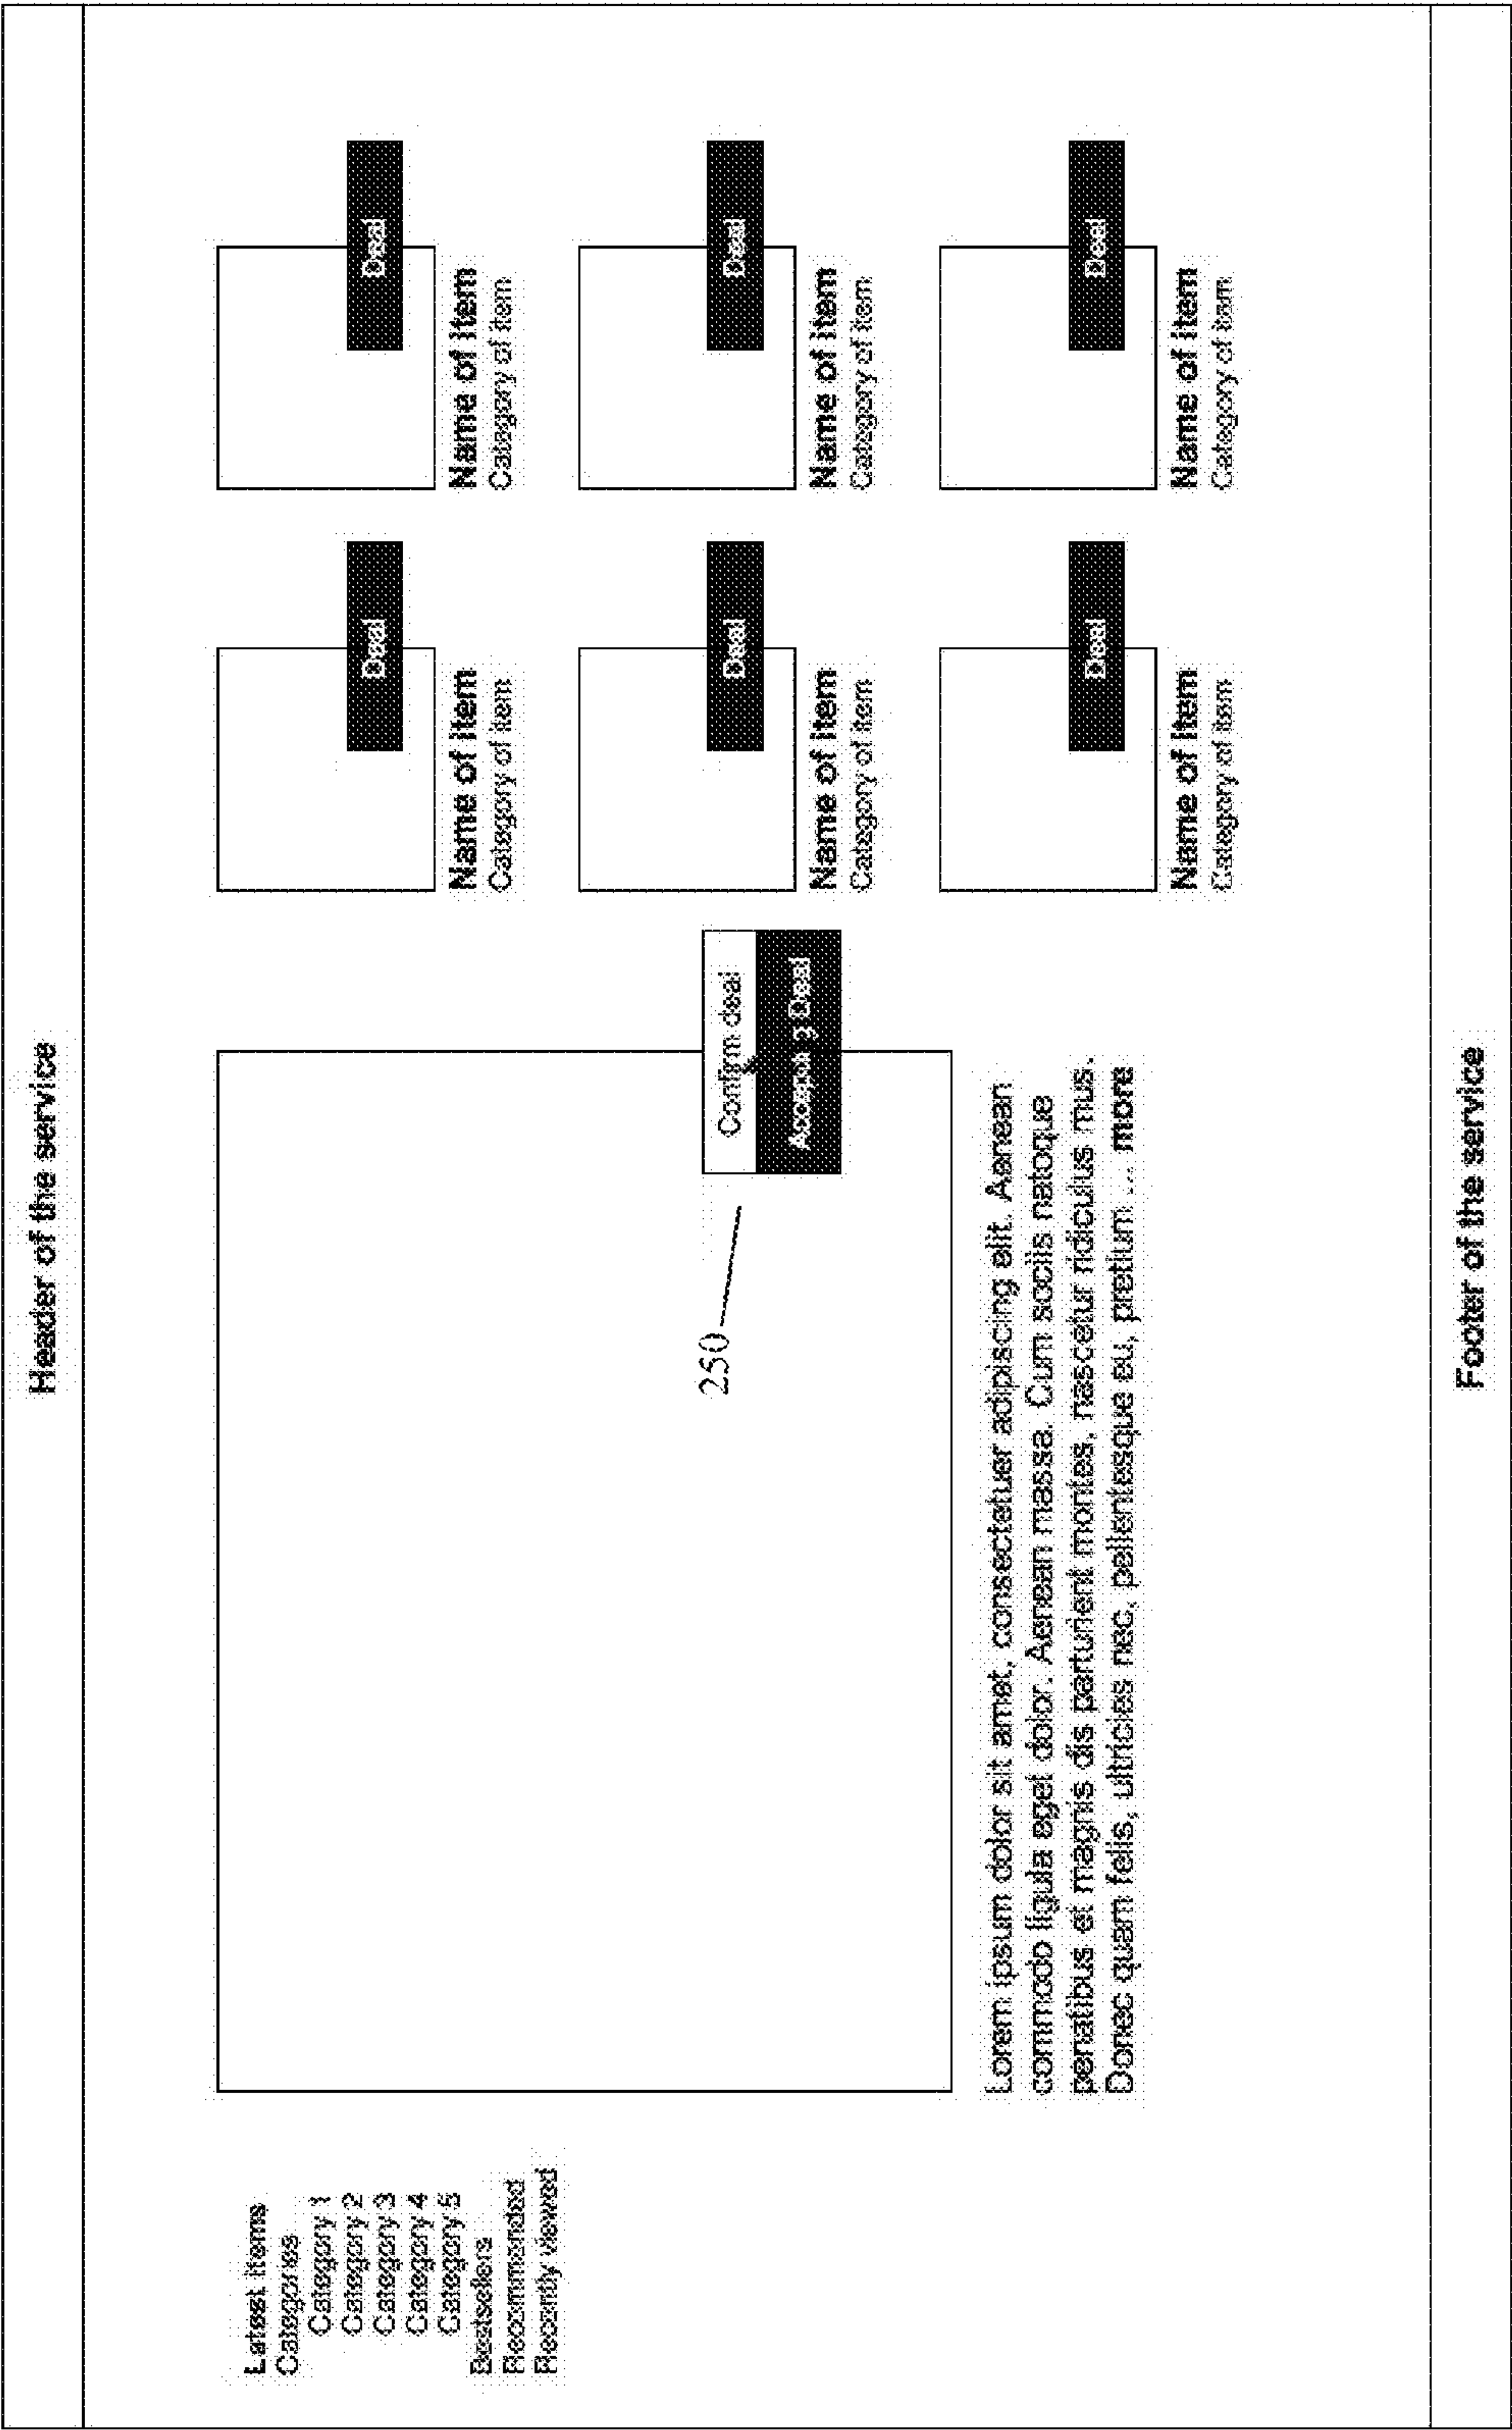 Header of the service
Latest items
Categories
Category 1
Category 2
Category 3
Category 4
Category 5
Bestsellers
Recommended
Recently viewed
Confirm deal
Deal
250
Lorem ipsum dolor sit amet, consectetuer adipiscing elit. Aenean
commodo ligula eget dolor. Aenean massa. Cum sociis natoque
penatibus et magnis dis parturient montes, nascetur ridiculus mus.
Donec quam felis, ultricies nec, pellentesque eu, pretium ... more
Deal
Name of item
Category of item
Deal
Name of item
Category of item
Deal
Name of item
Category of item
Deal
Name of item
Category of item
Deal
Name of item
Category of item
Deal
Name of item
Category of item
Footer of the service